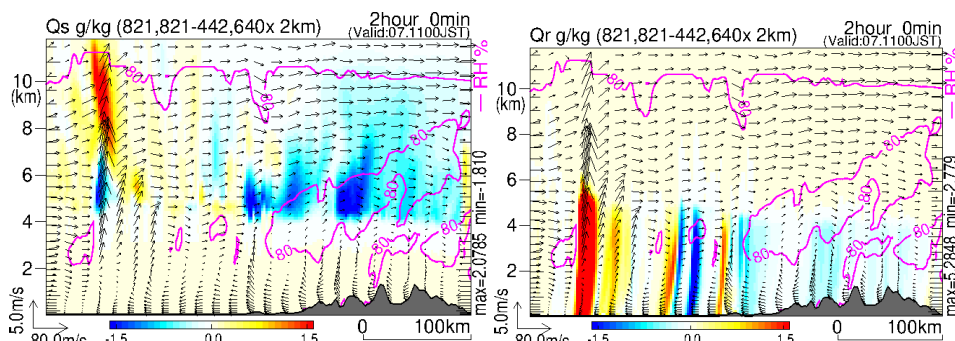 Qs g/kg (821,821-442,640x 2km)
2hour 0min
(Valid:07.1100JST)
10
(km)
8
6
4
2
80
80
80
80
80
— RH %
max=2.0785 min=-1.810
5.0m/s
80.0m/s
-1.5
0.0
1.5
0
100km
Qr g/kg (821,821-442,640x 2km)
2hour 0min
(Valid:07.1100JST)
10
(km)
8
6
4
2
80
80
80
80
80
— RH %
max=5.2848 min=-2.779
5.0m/s
80.0m/s
-1.5
0.0
1.5
0
100km